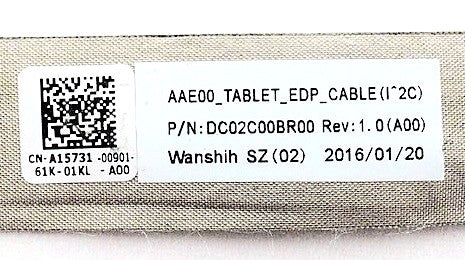 AAE00_TABLET_EDP_CABLE(I^2C)
P/N:DC02C00BR00 Rev:1.0(A00)
Wanshih SZ(02) 2016/01/20
CN-A15731-00901-
61K-01KL - A00